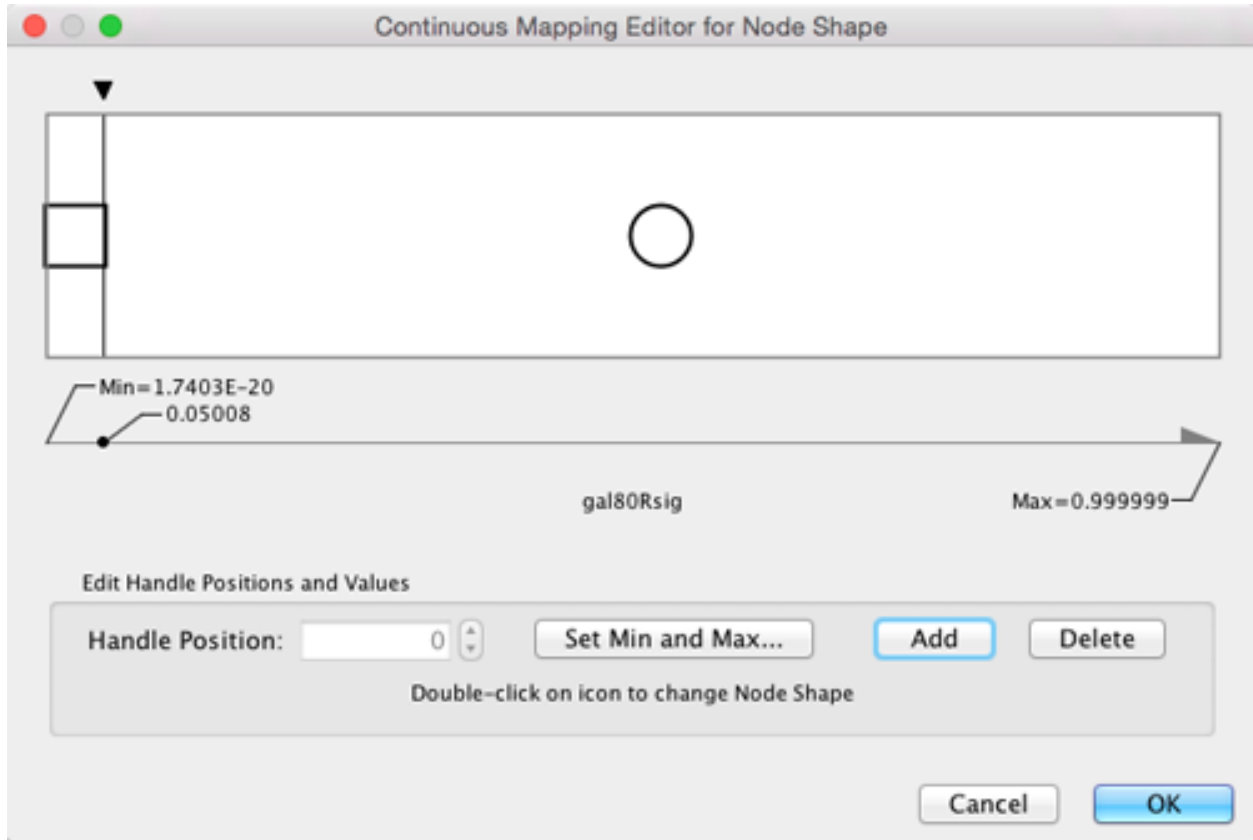 Continuous Mapping Editor for Node Shape
Min=1.7403E-20
0.05008
gal80Rsig
Max=0.999999
Edit Handle Positions and Values
Handle Position: 0 Set Min and Max... Add Delete
Double-click on icon to change Node Shape
Cancel OK